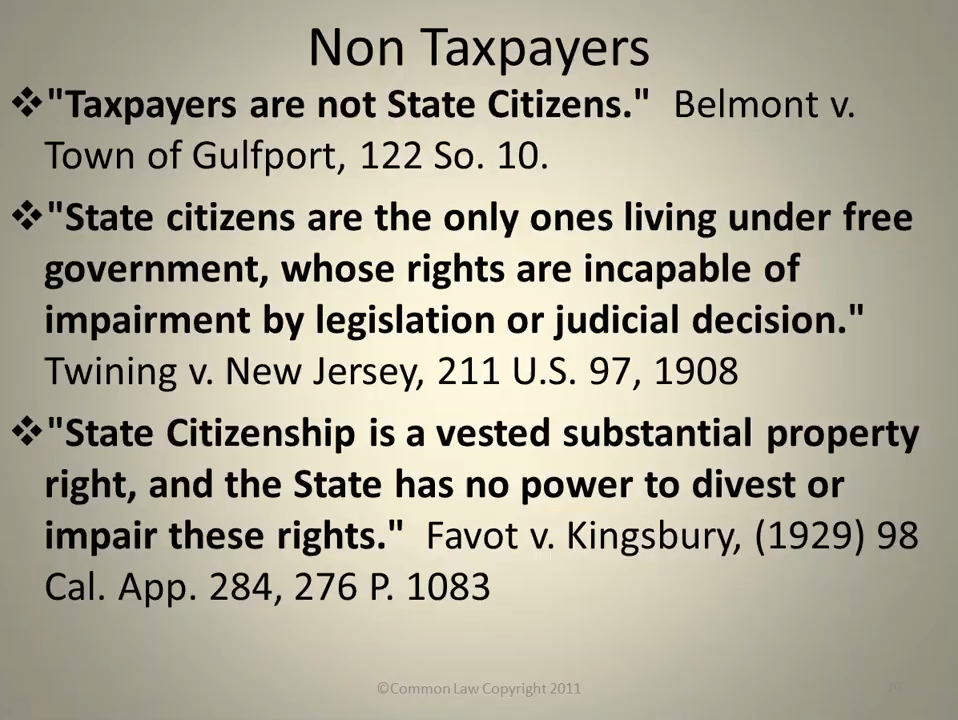 Non Taxpayers
❖"Taxpayers are not State Citizens."  Belmont v.
Town of Gulfport, 122 So. 10.
❖"State citizens are the only ones living under free
government, whose rights are incapable of
impairment by legislation or judicial decision."
Twining v. New Jersey, 211 U.S. 97, 1908
❖"State Citizenship is a vested substantial property
right, and the State has no power to divest or
impair these rights."  Favot v. Kingsbury, (1929) 98
Cal. App. 284, 276 P. 1083
©Common Law Copyright 2011